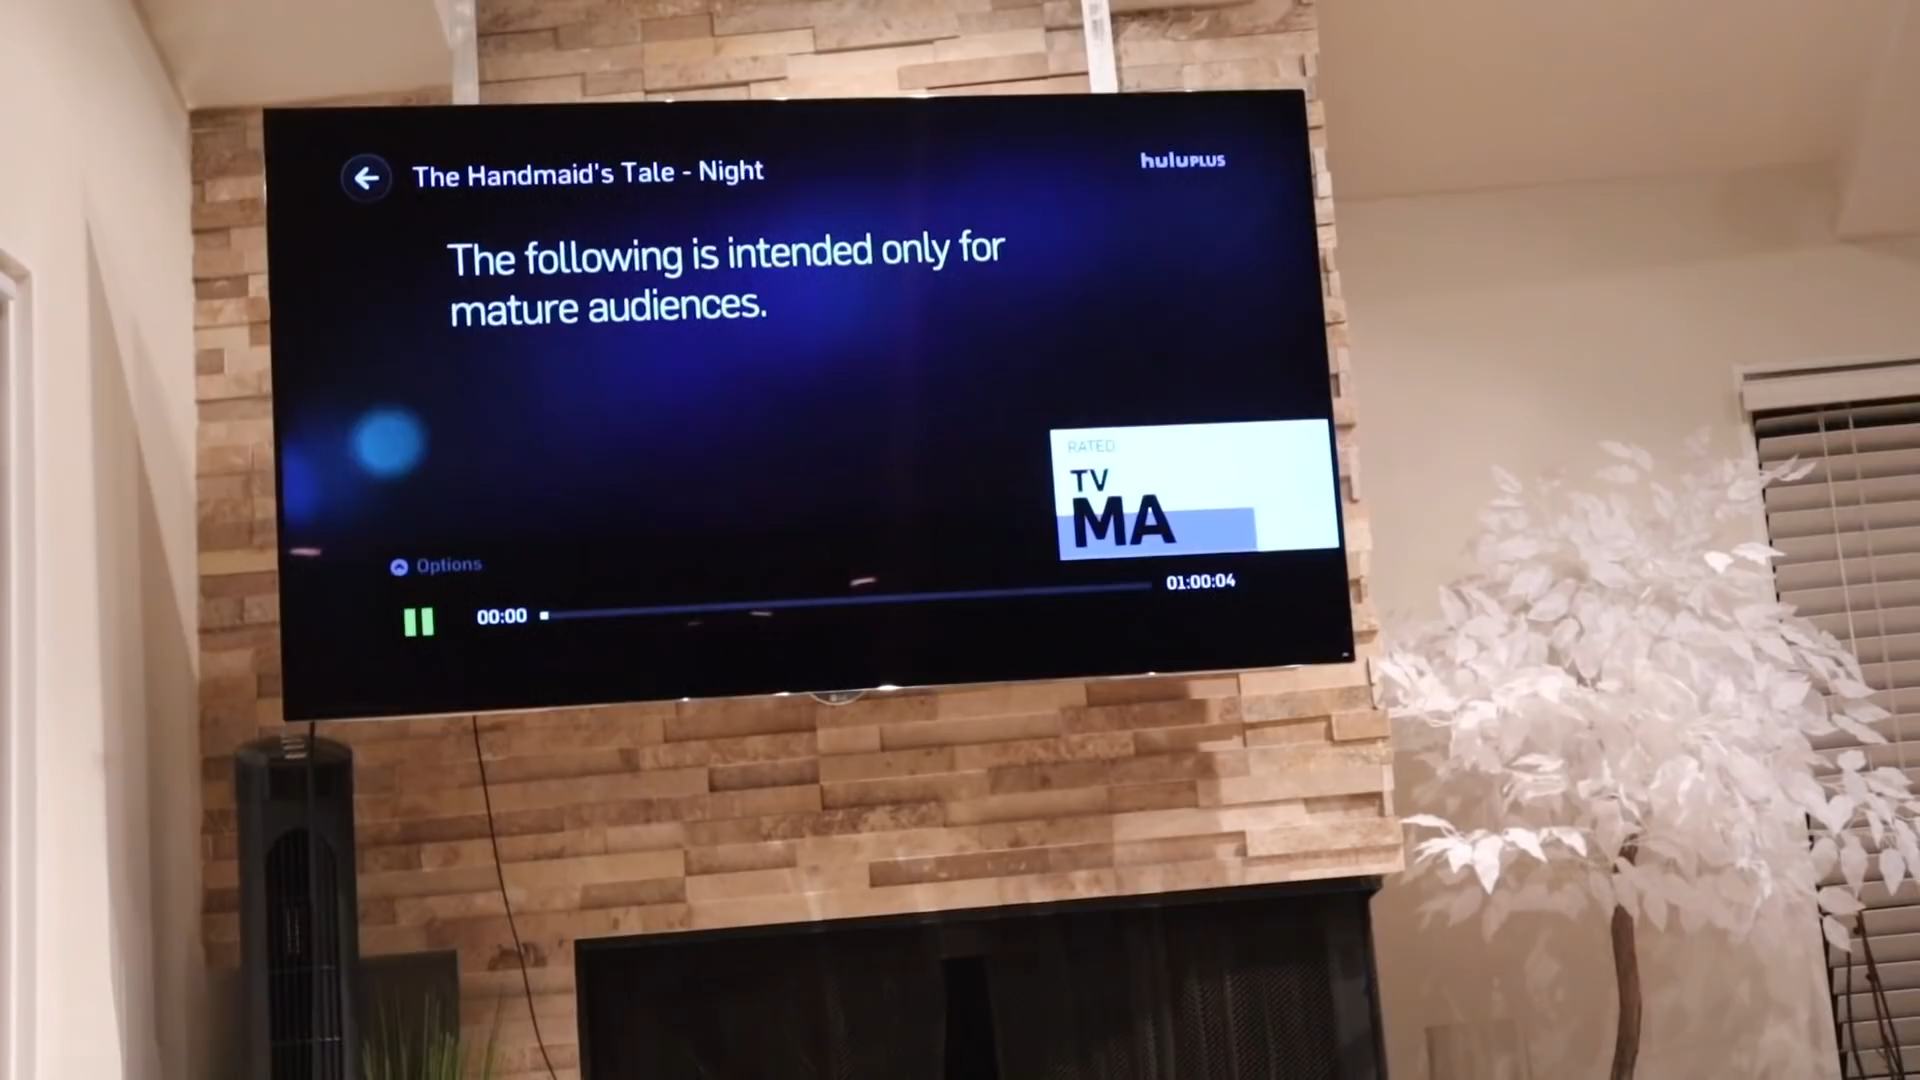 The Handmaid's Tale - Night
huluPLUS
The following is intended only for
mature audiences.
RATED
TV
MA
Options
00:00
01:00:04